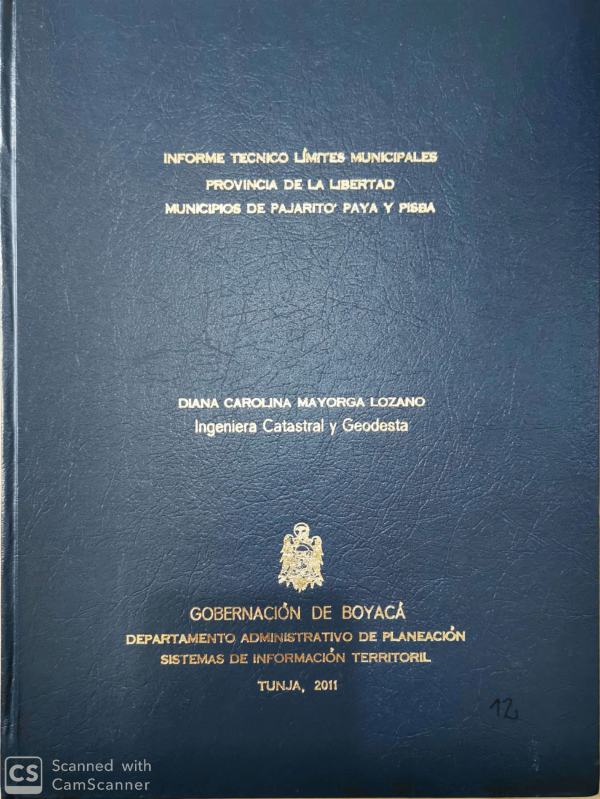 INFORME TECNICO LÍMITES MUNICIPALES
PROVINCIA DE LA LIBERTAD
MUNICIPIOS DE PAJARITO' PAYA Y PISBA
DIANA CAROLINA MAYORGA LOZANO
Ingeniera Catastral y Geodesta
GOBERNACIÓN DE BOYACÁ
DEPARTAMENTO ADMINISTRATIVO DE PLANEACIÓN
SISTEMAS DE INFORMACIÓN TERRITORIL
TUNJA, 2011
12
CS Scanned with
CamScanner